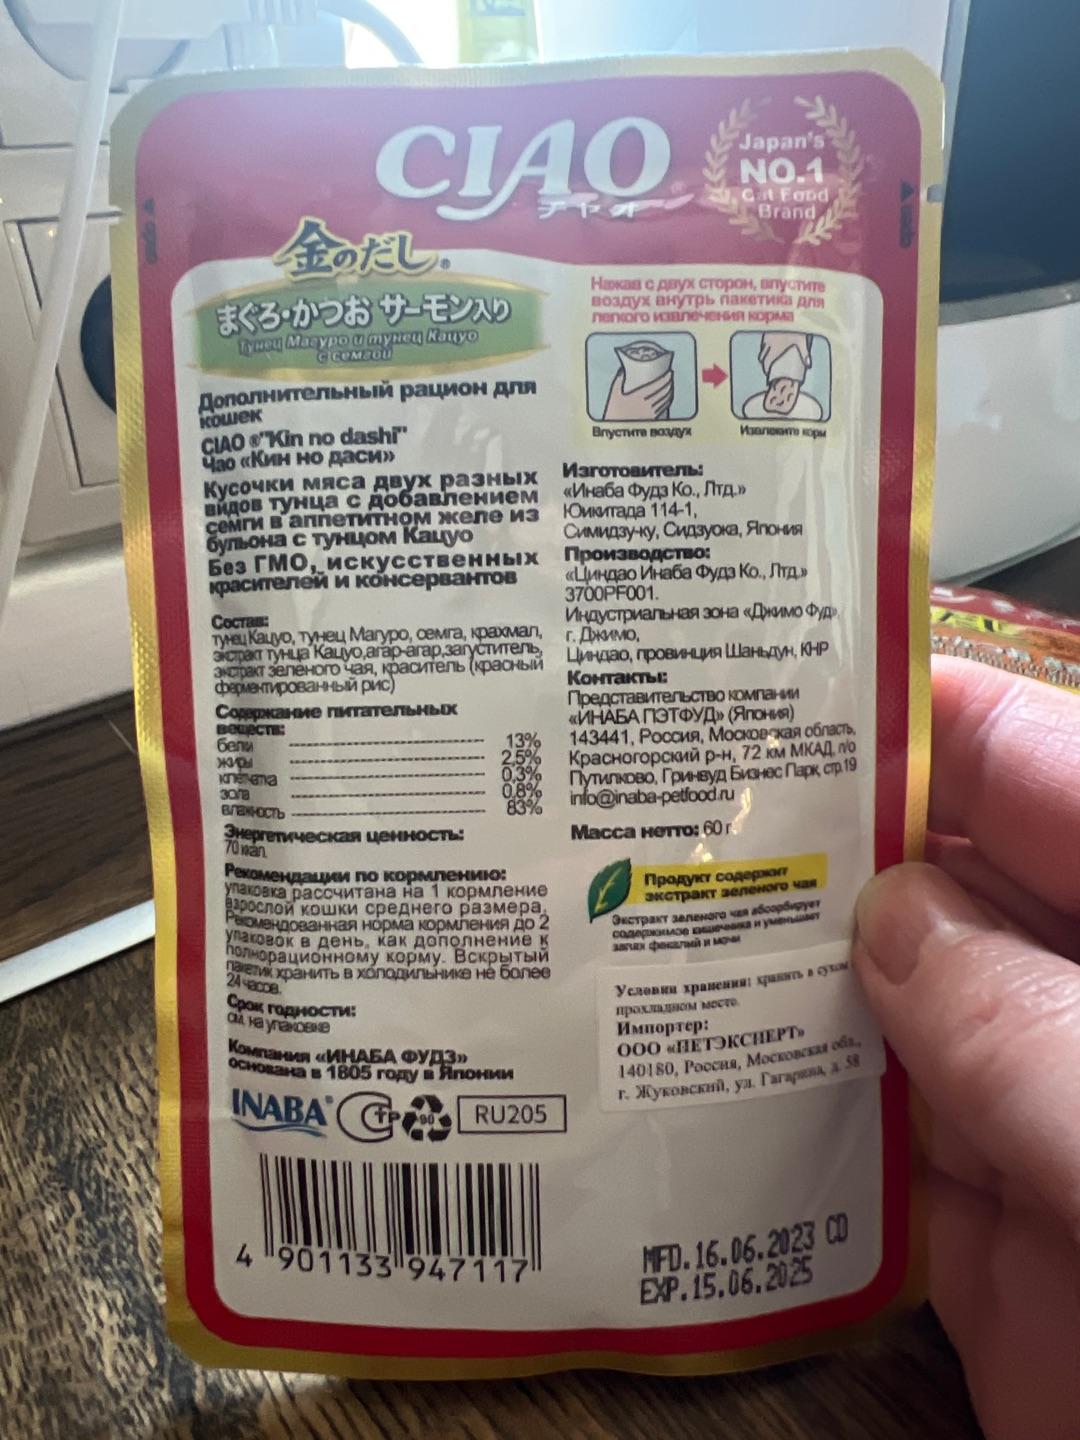 CIAO
チャオ
Japan's
NO.1
Cat Food
Brand
金のだし®
まぐろ・かつお サーモン入り
Тунец Магуро и тунец Кацуо
с семгой
Дополнительный рацион для
кошек
CIAO ®"Kin no dashi"
Чао «Кин но даси»
Кусочки мяса двух разных
видов тунца с добавлением
семги в аппетитном желе из
бульона с тунцом Кацуо
Без ГМО, искусственных
красителей и консервантов
Состав:
тунец Кацуо, тунец Магуро, семга, крахмал,
экстракт тунца Кацуо,агар-агар,загуститель,
экстракт зеленого чая, краситель (красный
ферментированный рис)
Содержание питательных
веществ:
белки 13%
жиры 2,5%
клетчатка 0,3%
зола 0,8%
влажность 83%
Энергетическая ценность:
70 ккал
Рекомендации по кормлению:
упаковка рассчитана на 1 кормление
взрослой кошки среднего размера.
Рекомендованная норма кормления до 2
упаковок в день, как дополнение к
полнорационному корму. Вскрытый
пакетик хранить в холодильнике не более
24 часов.
Срок годности:
см. на упаковке
Компания «ИНАБА ФУДЗ»
основана в 1805 году в Японии
INABA®
РСТ
90
RU205
4 901133 947117
Нажав с двух сторон, впустите
воздух внутрь пакетика для
легкого извлечения корма
Впустите воздух Извлеките корм
Изготовитель:
«Инаба Фудз Ко., Лтд.»
Юикитада 114-1,
Симидзу-ку, Сидзуока, Япония
Производство:
«Циндао Инаба Фудз Ко., Лтд.»
3700PF001.
Индустриальная зона «Джимо Фуд»,
г. Джимо,
Циндао, провинция Шаньдун, КНР
Контакты:
Представительство компании
«ИНАБА ПЭТФУД» (Япония)
143441, Россия, Московская область,
Красногорский р-н, 72 км МКАД, п/о
Путилково, Гринвуд Бизнес Парк, стр.19
info@inaba-petfood.ru
Масса нетто: 60 г.
Продукт содержит
экстракт зеленого чая
Экстракт зеленого чая абсорбирует
содержимое кишечника и уменьшает
запах фекалий и мочи
Условия хранения: хранить в сухом
прохладном месте.
Импортер:
ООО «ПЕТЭКСПЕРТ»
140180, Россия, Московская обл.,
г. Жуковский, ул. Гагарина, д. 58
MFD.16.06.2023 CD
EXP.15.06.2025